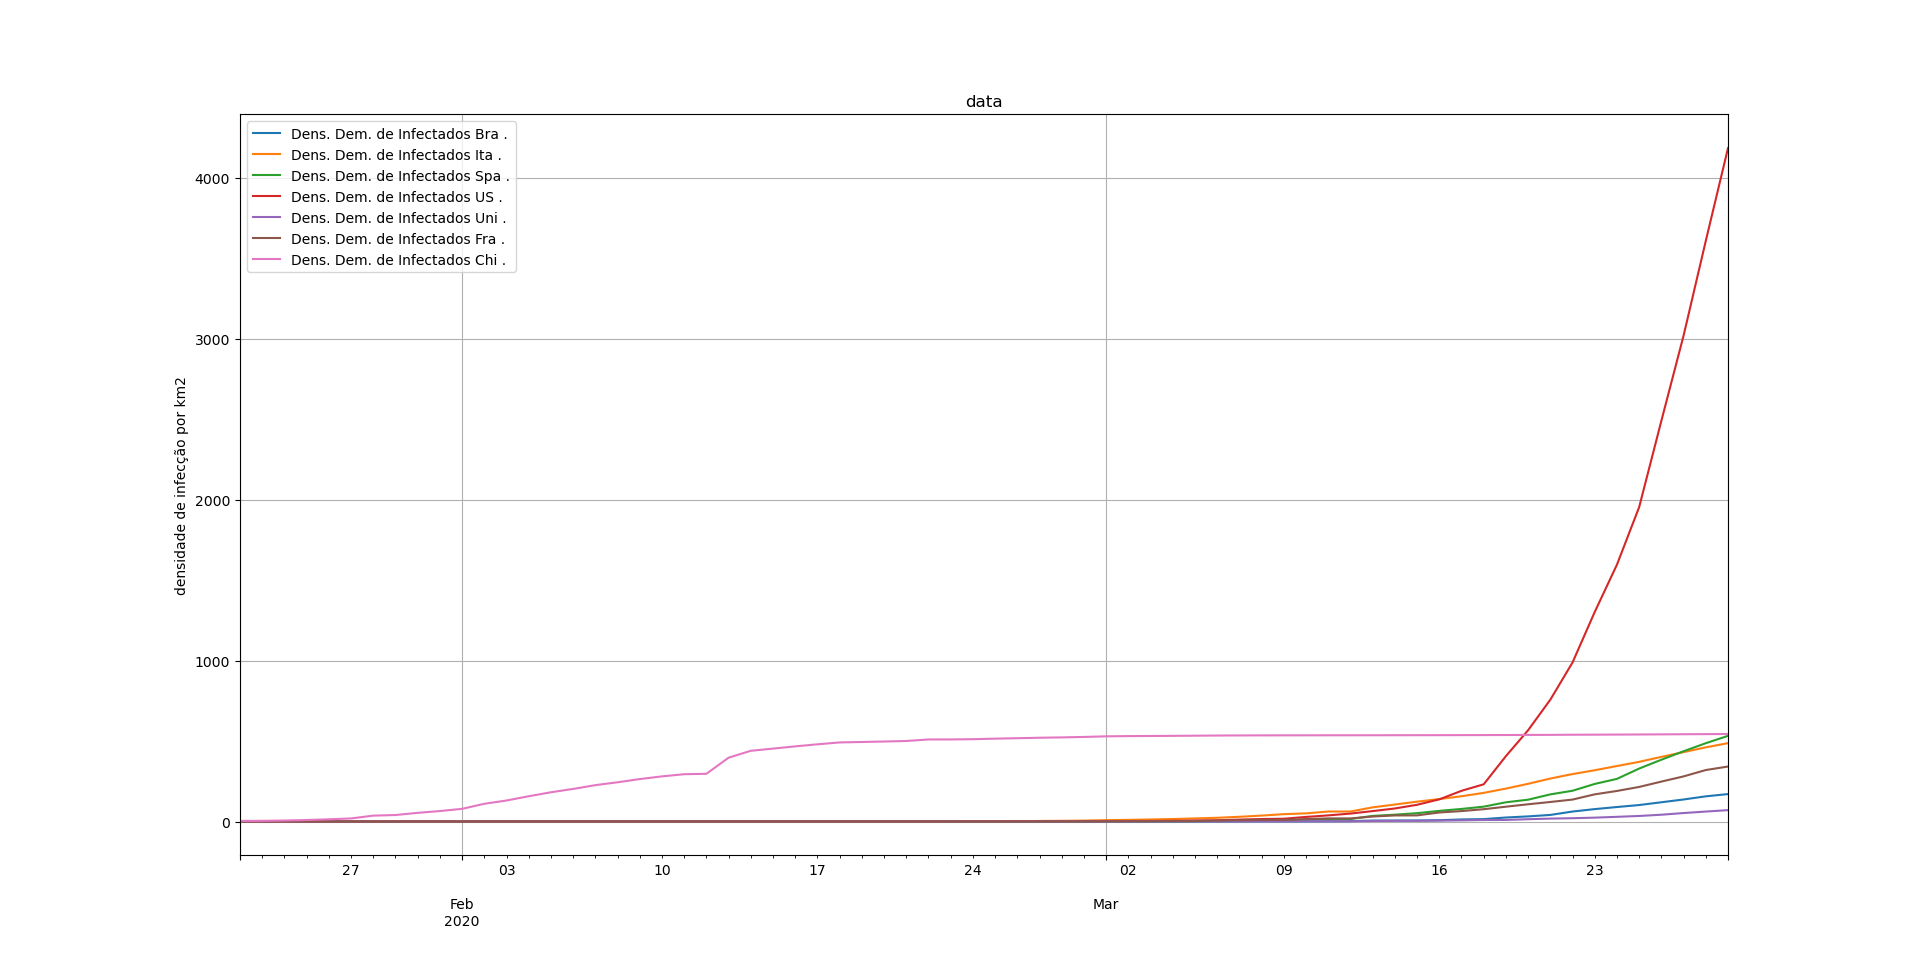 data
Dens. Dem. de Infectados Bra .
Dens. Dem. de Infectados Ita .
Dens. Dem. de Infectados Spa .
Dens. Dem. de Infectados US .
Dens. Dem. de Infectados Uni .
Dens. Dem. de Infectados Fra .
Dens. Dem. de Infectados Chi .
densidade de infecção por km2
4000
3000
2000
1000
0
27 03 10 17 24 02 09 16 23
Feb Mar
2020